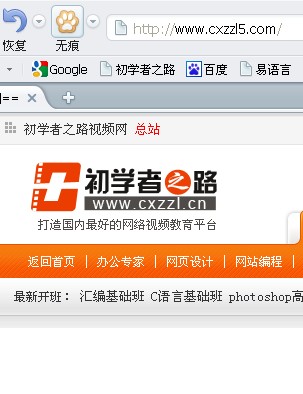 恢复
无痕
http://www.cxzzl5.com/
Google 初学者之路 百度 易语言
初学者之路视频网 总站
初学者之路
www.cxzzl.cn
打造国内最好的网络视频教育平台
返回首页 | 办公专家 | 网页设计 | 网站编程 |
最新开班： 汇编基础班 C语言基础班 photoshop高